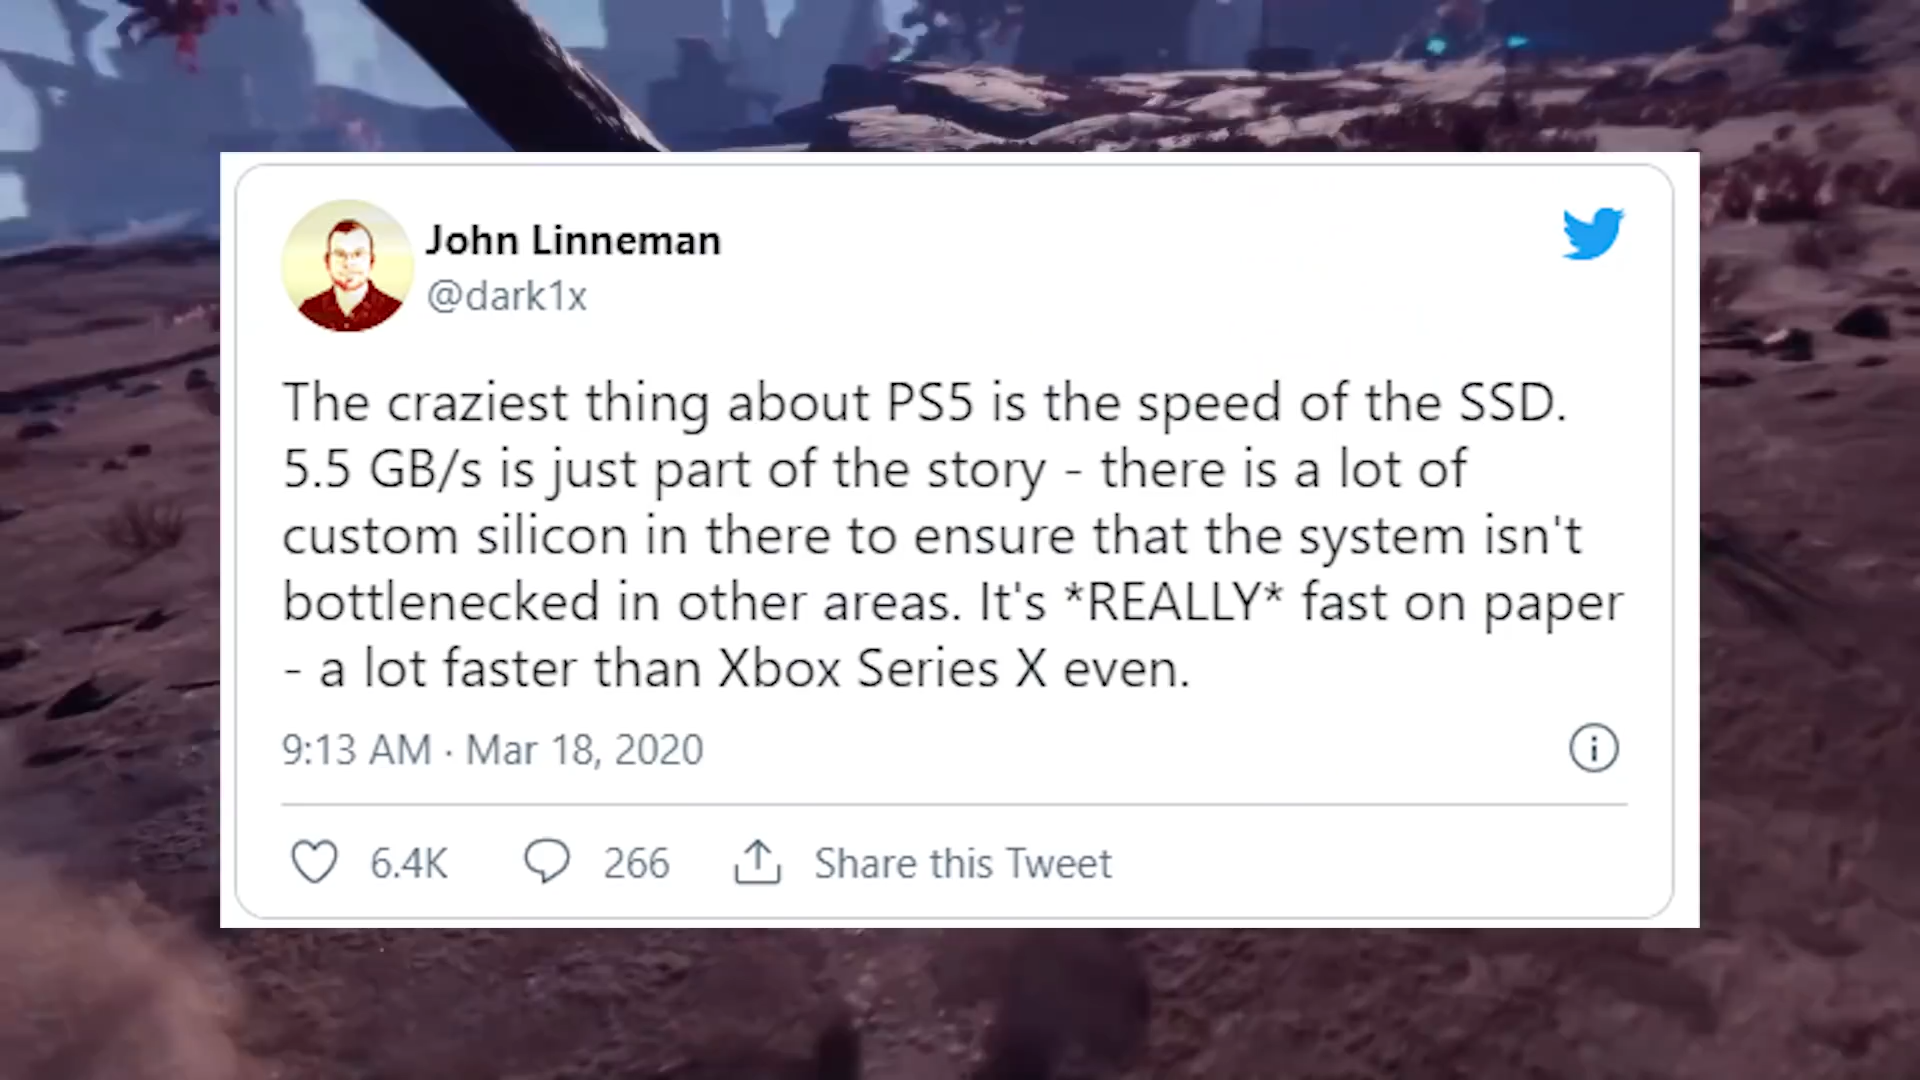 John Linneman
@dark1x
The craziest thing about PS5 is the speed of the SSD.
5.5 GB/s is just part of the story - there is a lot of
custom silicon in there to ensure that the system isn't
bottlenecked in other areas. It's *REALLY* fast on paper
- a lot faster than Xbox Series X even.
9:13 AM · Mar 18, 2020
6.4K 266 Share this Tweet